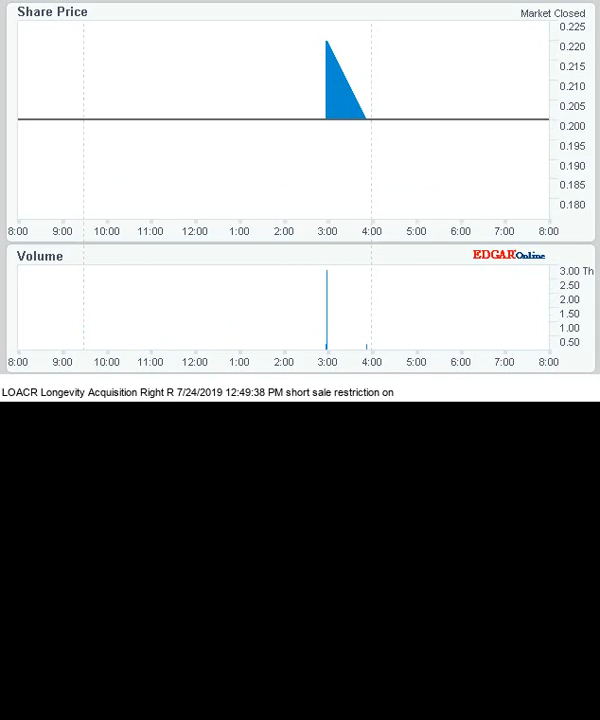 Share Price
Market Closed
0.225
0.220
0.215
0.210
0.205
0.200
0.195
0.190
0.185
0.180
8:00 9:00 10:00 11:00 12:00 1:00 2:00 3:00 4:00 5:00 6:00 7:00 8:00
Volume
EDGAR Online
3.00 Th
2.50
2.00
1.50
1.00
0.50
8:00 9:00 10:00 11:00 12:00 1:00 2:00 3:00 4:00 5:00 6:00 7:00 8:00
LOACR Longevity Acquisition Right R 7/24/2019 12:49:38 PM short sale restriction on